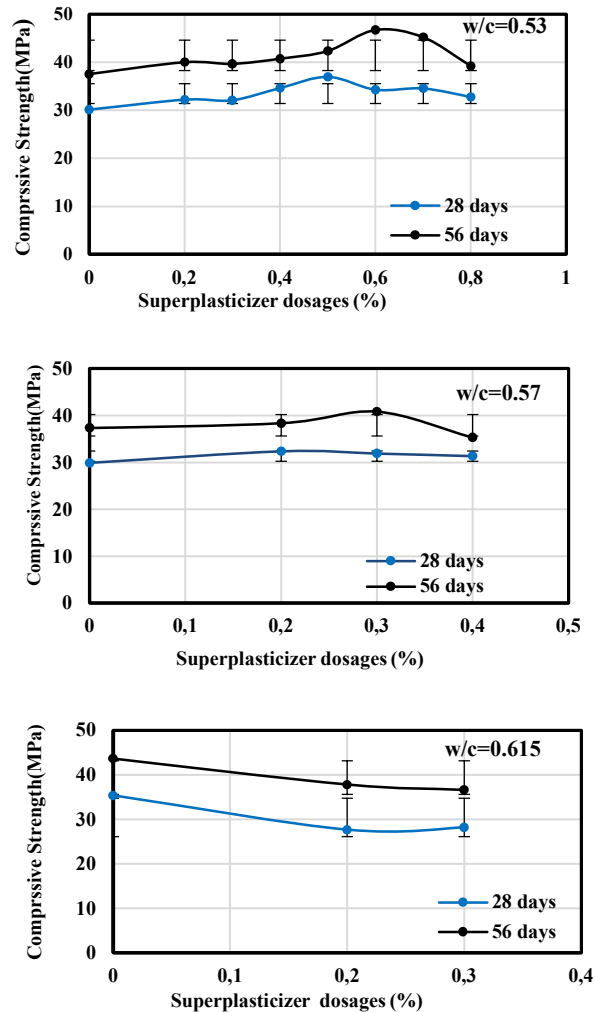 50
w/c=0.53
40
30
20
10
0
Comprssive Strength(MPa)
28 days
56 days
0 0,2 0,4 0,6 0,8 1
Superplasticizer dosages (%)
50
w/c=0.57
40
30
20
10
0
Comprssive Strength(MPa)
28 days
56 days
0 0,1 0,2 0,3 0,4 0,5
Superplasticizer dosages (%)
50
w/c=0.615
40
30
20
10
0
Comprssive Strength(MPa)
28 days
56 days
0 0,1 0,2 0,3 0,4
Superplasticizer dosages (%)